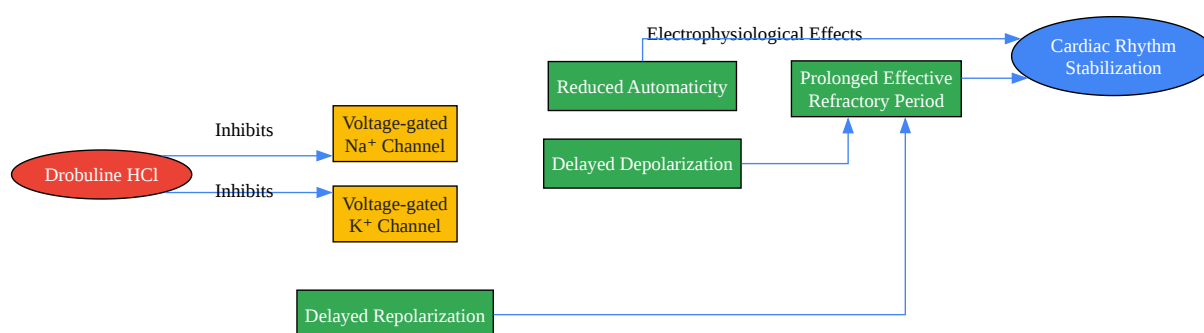 Electrophysiological Effects
Cardiac Rhythm
Stabilization
Reduced Automaticity
Prolonged Effective
Refractory Period
Inhibits
Voltage-gated
Na⁺ Channel
Drobuline HCl
Delayed Depolarization
Inhibits
Voltage-gated
K⁺ Channel
Delayed Repolarization